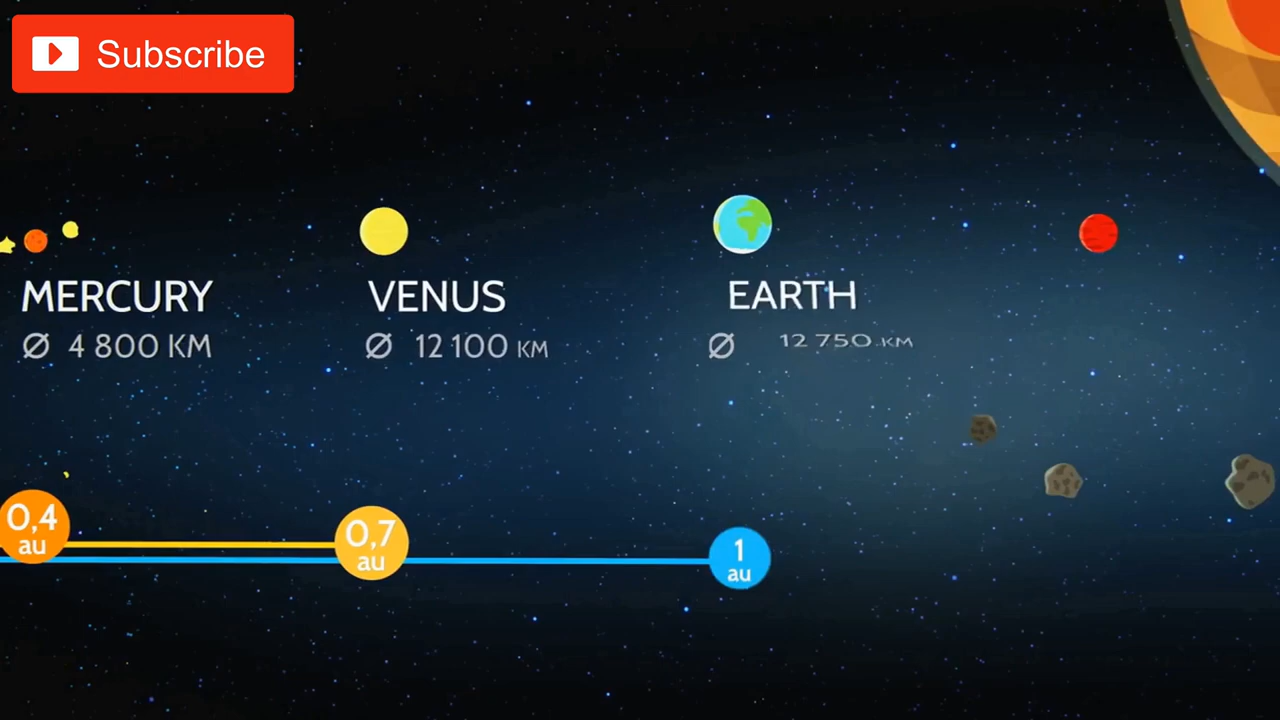 Subscribe
MERCURY
Ø 4 800 KM
VENUS
Ø 12 100 KM
EARTH
Ø 12 750 KM
0,4
au
0,7
au
1
au